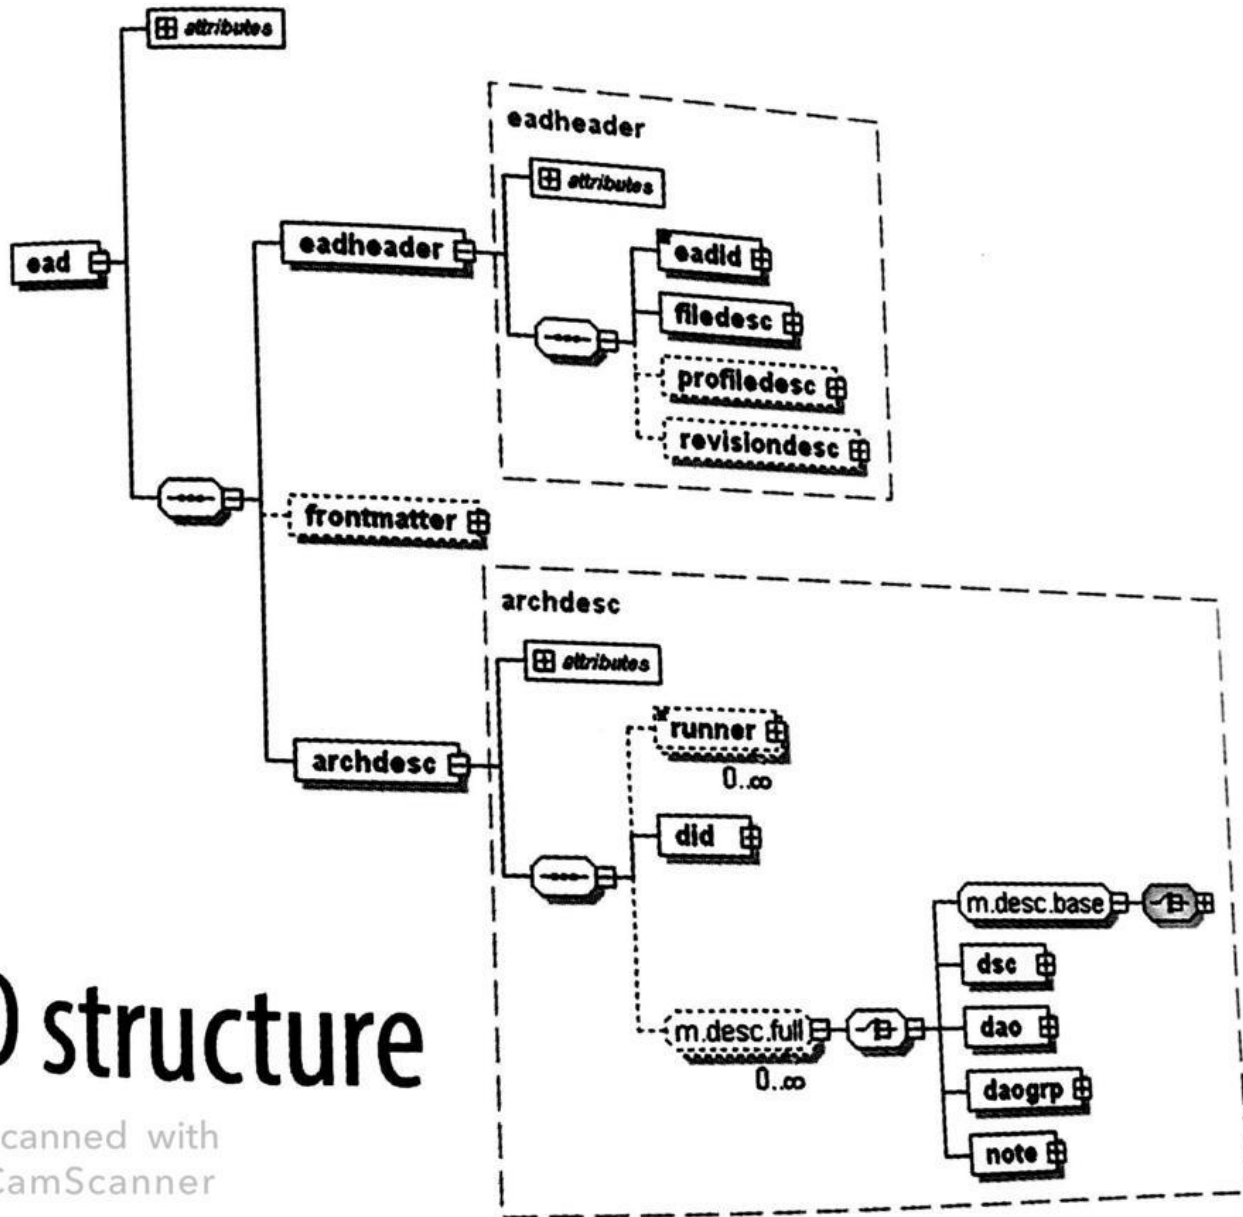 attributes
eadheader
attributes
eadheader
eadid
ead
filedesc
profiledesc
revisiondesc
frontmatter
archdesc
attributes
runner
0..∞
archdesc
did
m.desc.base
dsc
structure
dao
m.desc.full
0..∞
daogrp
canned with
CamScanner
note